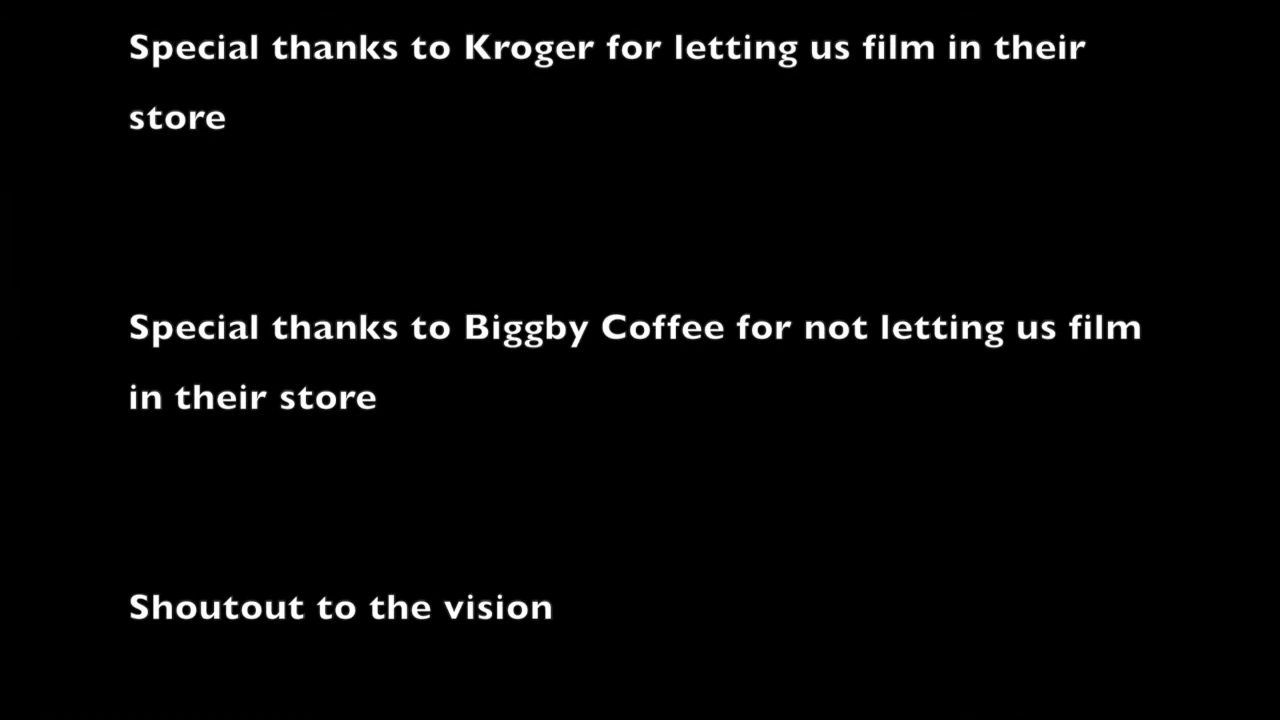 Special thanks to Kroger for letting us film in their
store
Special thanks to Biggby Coffee for not letting us film
in their store
Shoutout to the vision